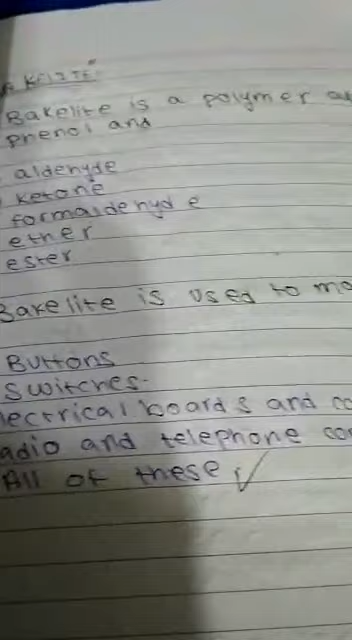 Bakelite is a polymer
phenol and
aldehyde
ketone
formaldehyde
ether
ester
Bakelite is used to
Buttons
Switches.
lectrical boards and
adio and telephone
All of these ✓